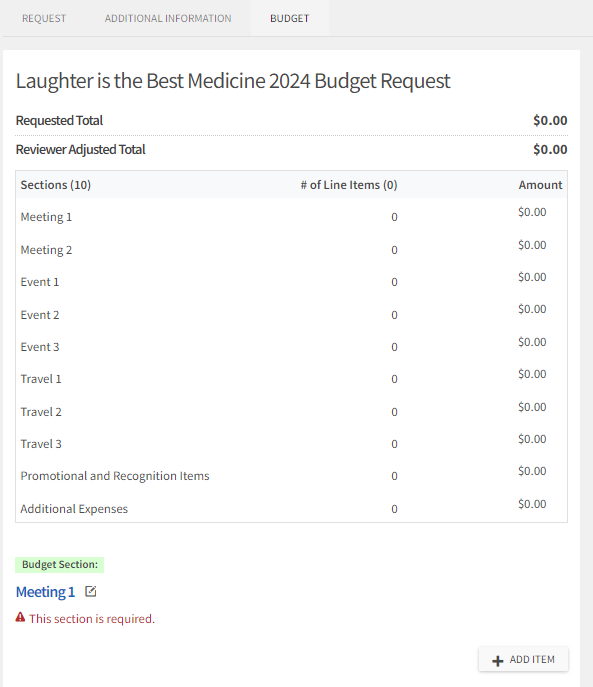 REQUEST ADDITIONAL INFORMATION BUDGET
Laughter is the Best Medicine 2024 Budget Request
Requested Total $0.00
Reviewer Adjusted Total $0.00
Sections (10) # of Line Items (0) Amount
Meeting 1 0 $0.00
Meeting 2 0 $0.00
Event 1 0 $0.00
Event 2 0 $0.00
Event 3 0 $0.00
Travel 1 0 $0.00
Travel 2 0 $0.00
Travel 3 0 $0.00
Promotional and Recognition Items 0 $0.00
Additional Expenses 0 $0.00
Budget Section:
Meeting 1
This section is required.
ADD ITEM